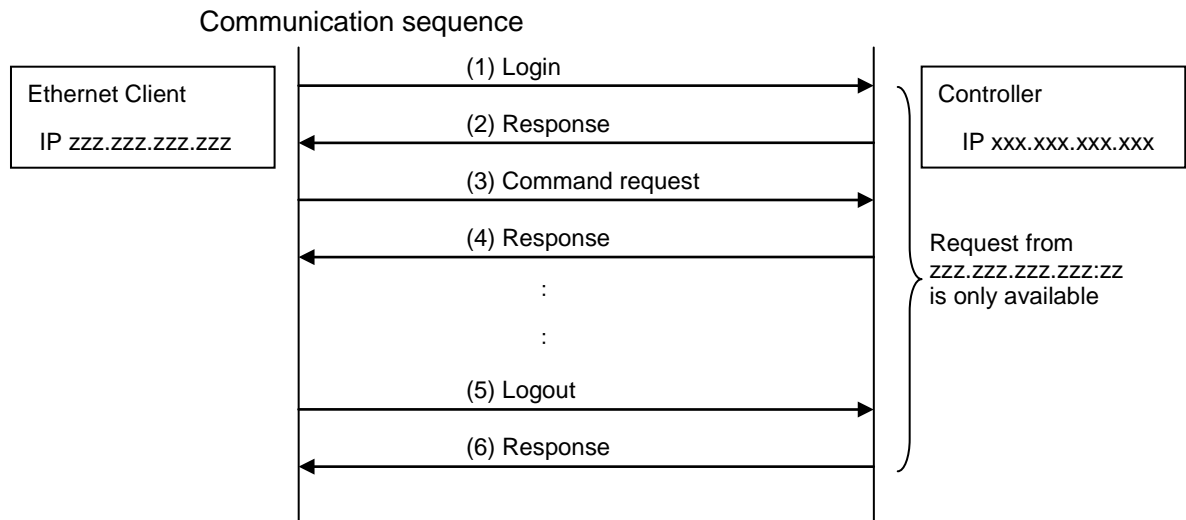 Communication sequence
Ethernet Client
IP zzz.zzz.zzz.zzz
(1) Login
(2) Response
(3) Command request
(4) Response
:
:
(5) Logout
(6) Response
Controller
IP xxx.xxx.xxx.xxx
Request from
zzz.zzz.zzz.zzz:zz
is only available